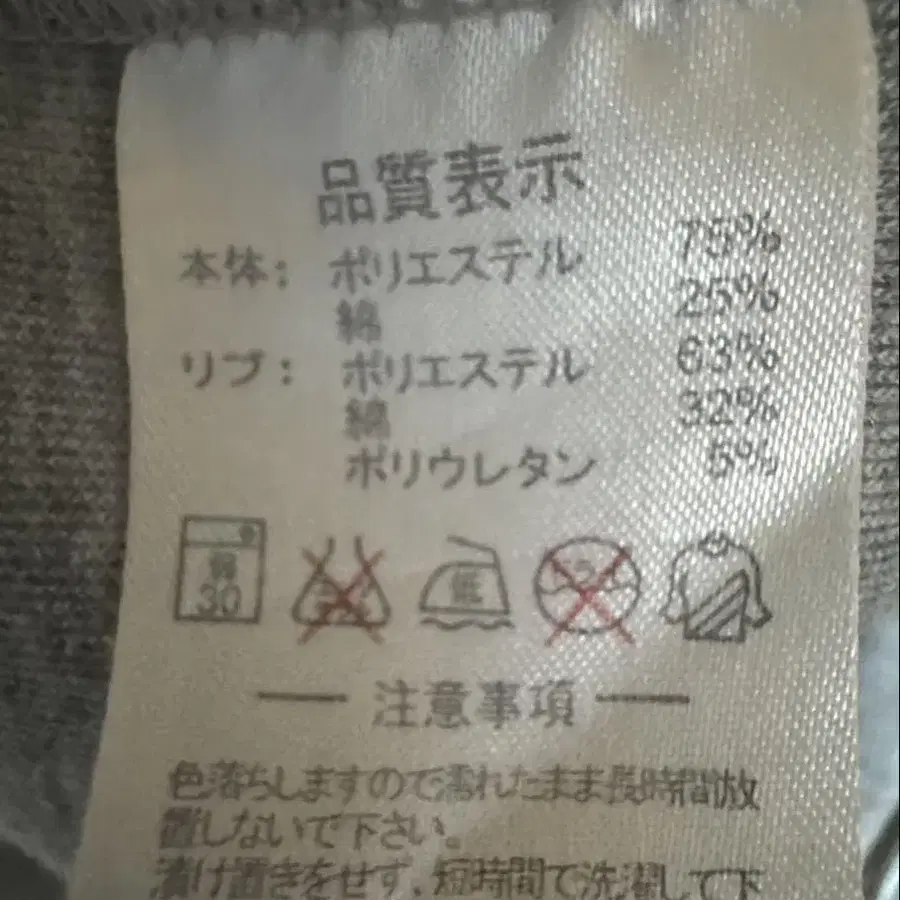 品質表示
本体: ポリエステル 75%
綿 25%
リブ: ポリエステル 63%
綿 32%
ポリウレタン 5%
弱 30 低
注意事項
色落ちしますので濡れたまま長時間放
置しないで下さい。
漬け置きをせず、短時間で洗濯して下